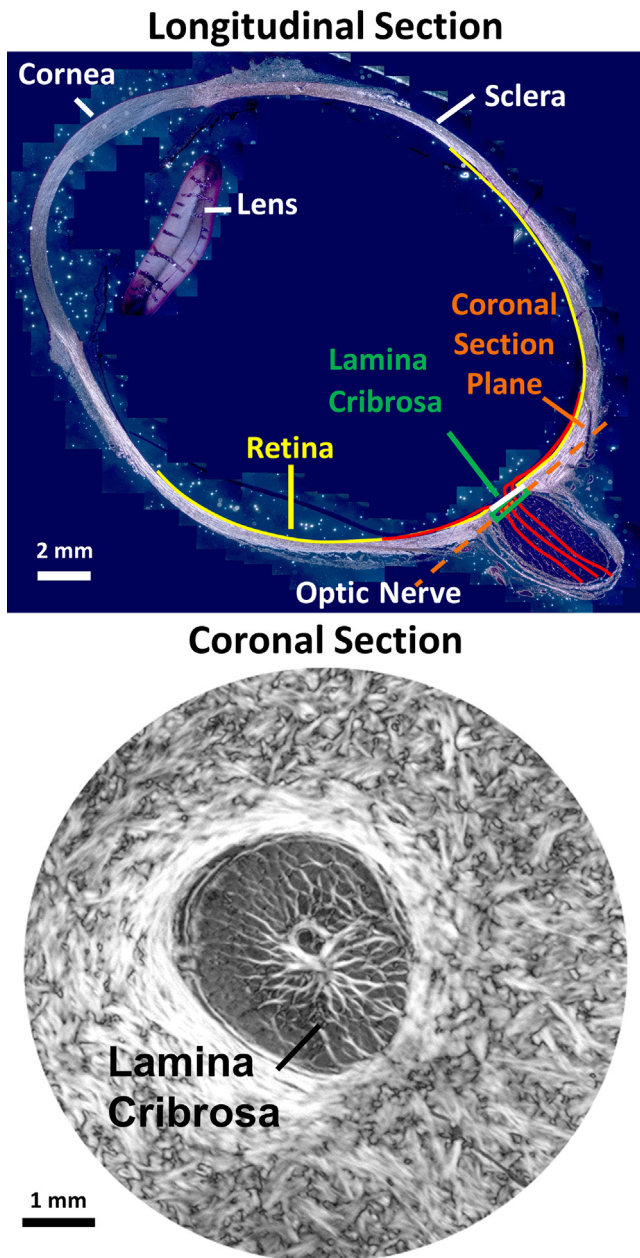 Longitudinal Section
Cornea
Sclera
Lens
Coronal
Section
Plane
Lamina
Cribrosa
Retina
2 mm
Optic Nerve
Coronal Section
Lamina
Cribrosa
1 mm